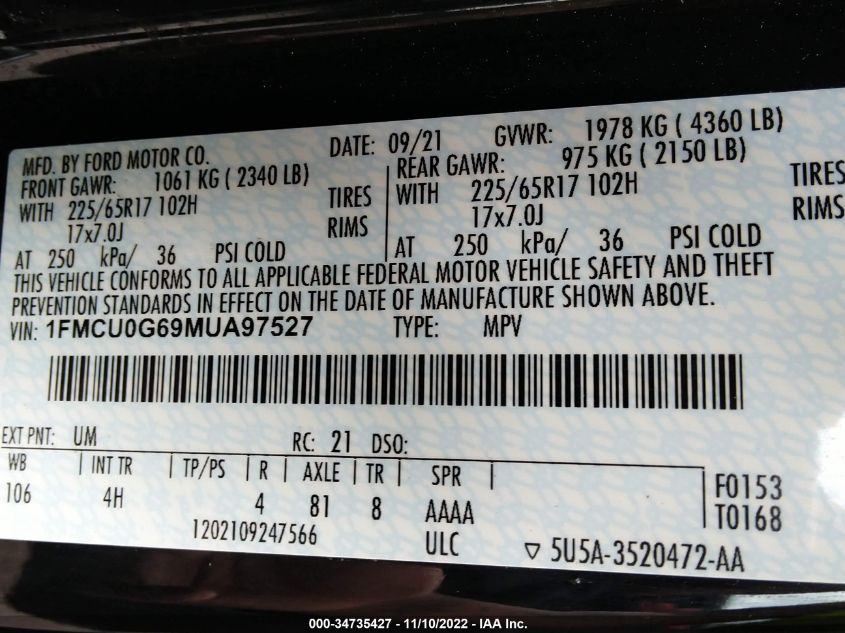 MFD. BY FORD MOTOR CO. DATE: 09/21 GVWR: 1978 KG ( 4360 LB)
FRONT GAWR: 1061 KG ( 2340 LB) REAR GAWR: 975 KG ( 2150 LB)
WITH 225/65R17 102H TIRES WITH 225/65R17 102H TIRES
17x7.0J RIMS 17x7.0J RIMS
AT 250 kPa/ 36 PSI COLD AT 250 kPa/ 36 PSI COLD
THIS VEHICLE CONFORMS TO ALL APPLICABLE FEDERAL MOTOR VEHICLE SAFETY AND THEFT
PREVENTION STANDARDS IN EFFECT ON THE DATE OF MANUFACTURE SHOWN ABOVE.
VIN: 1FMCU0G69MUA97527 TYPE: MPV
EXT PNT: UM RC: 21 DSO:
WB INT TR TP/PS R AXLE TR SPR
106 4H 4 81 8 AAAA
F0153
T0168
1202109247566 ULC ▽ 5U5A-3520472-AA
000-34735427 - 11/10/2022 - IAA Inc.